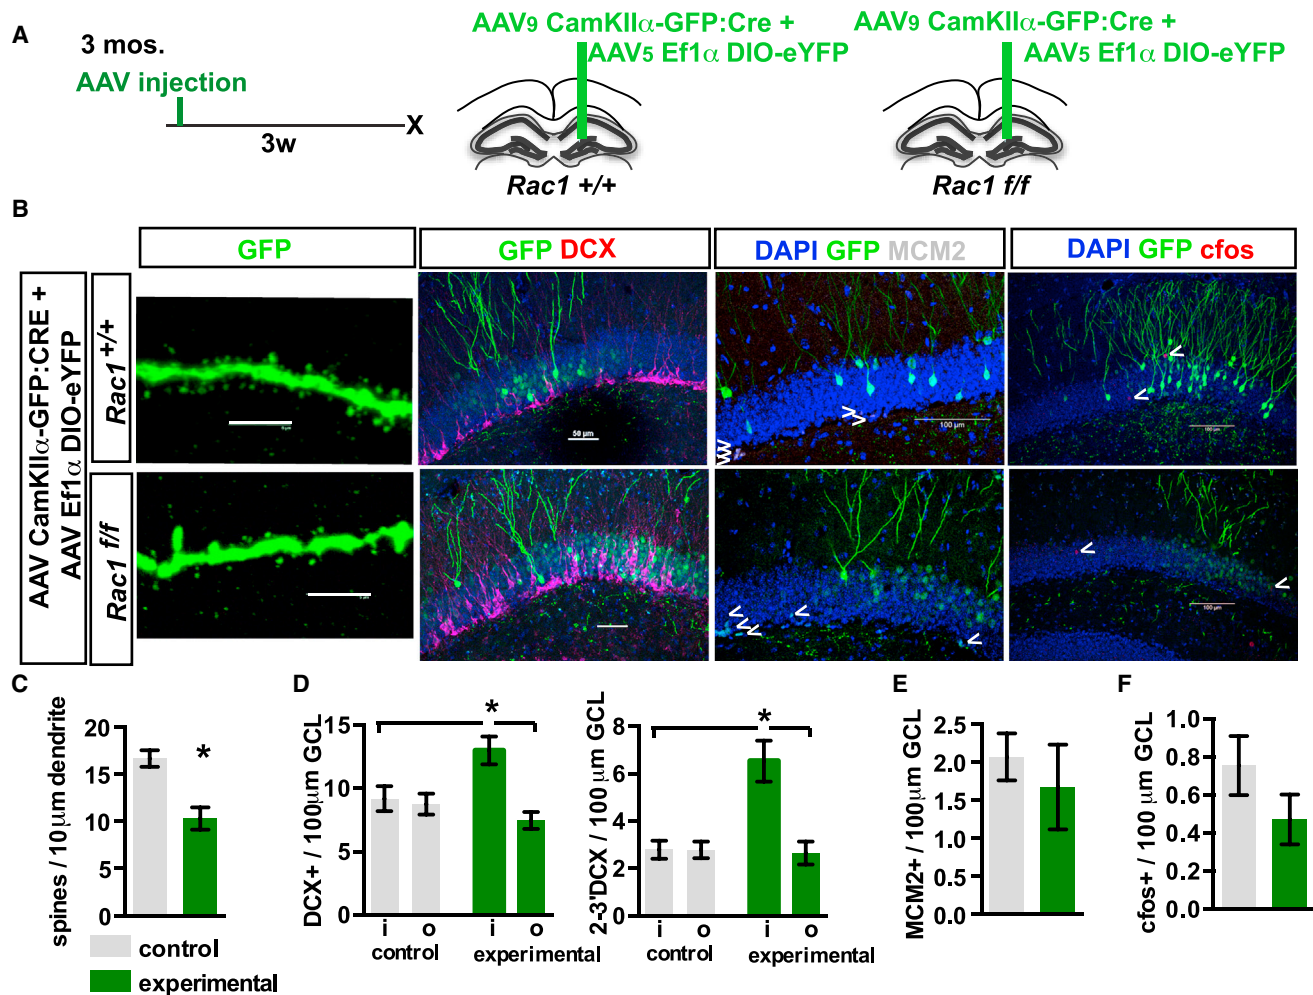 A
3 mos.
AAV injection
3w
X
AAV9 CamKIIα-GFP:Cre +
AAV5 Ef1α DIO-eYFP
Rac1 +/+
AAV9 CamKIIα-GFP:Cre +
AAV5 Ef1α DIO-eYFP
Rac1 f/f
B
GFP
GFP DCX
DAPI GFP MCM2
DAPI GFP cfos
AAV CamKIIα-GFP:CRE +
AAV Ef1α DIO-eYFP
Rac1+/+
Rac1 f/f
50 µm
100 µm
100 µm
100 µm
C
spines / 10µm dendrite
20
15
10
5
0
*
control
experimental
D
DCX+ / 100µm GCL
15
10
5
0
*
i o i o
control experimental
2-3'DCX / 100 µm GCL
8
6
4
2
0
*
i o i o
control experimental
E
MCM2+ / 100µm GCL
2.5
2.0
1.5
1.0
0.5
0.0
F
cfos+ / 100 µm GCL
1.0
0.8
0.6
0.4
0.2
0.0